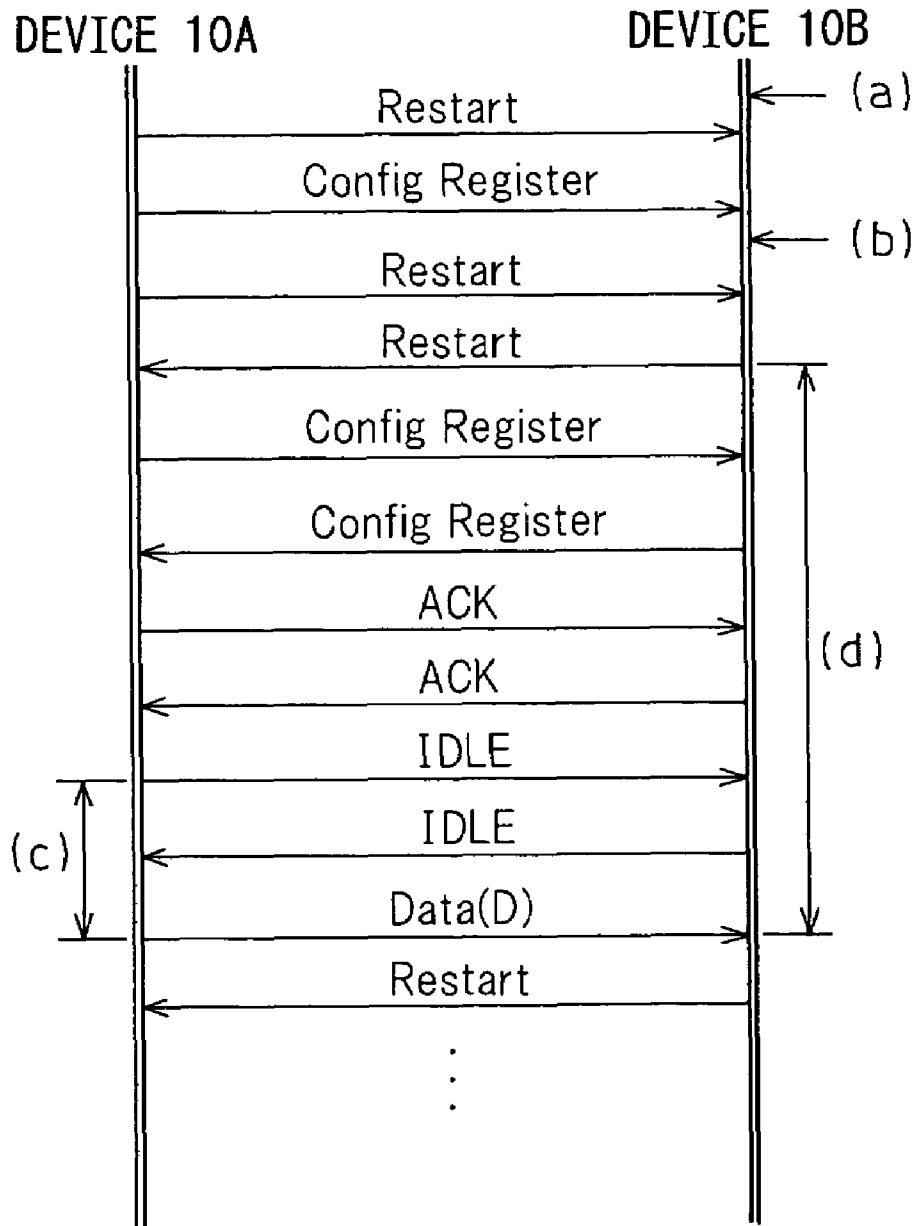 DEVICE 10A
DEVICE 10B
(a)
Restart
Config Register
(b)
Restart
Restart
Config Register
Config Register
ACK
(d)
ACK
IDLE
(c)
IDLE
Data(D)
Restart